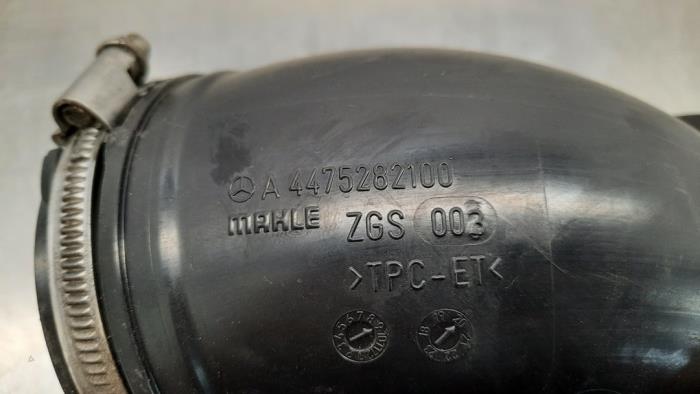 A 4475282100
MAHLE ZGS 003
>TPC-ET<